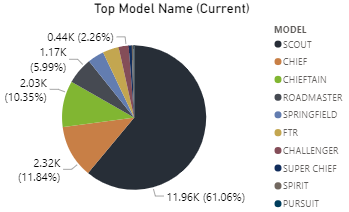 Top Model Name (Current)
0.44K (2.26%)
1.17K
(5.99%)
2.03K
(10.35%)
2.32K
(11.84%)
11.96K (61.06%)
MODEL
SCOUT
CHIEF
CHIEFTAIN
ROADMASTER
SPRINGFIELD
FTR
CHALLENGER
SUPER CHIEF
SPIRIT
PURSUIT